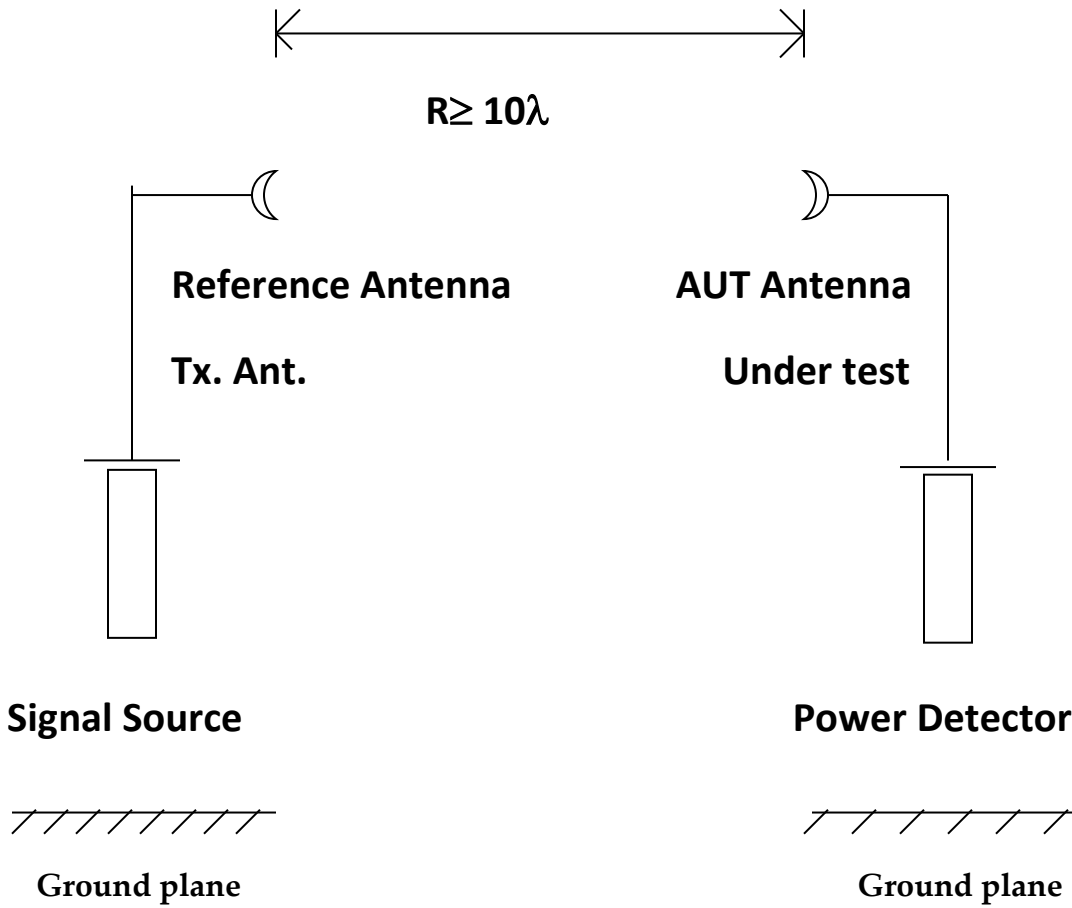 R≥ 10λ
Reference Antenna
AUT Antenna
Tx. Ant.
Under test
Signal Source
Power Detector
Ground plane
Ground plane